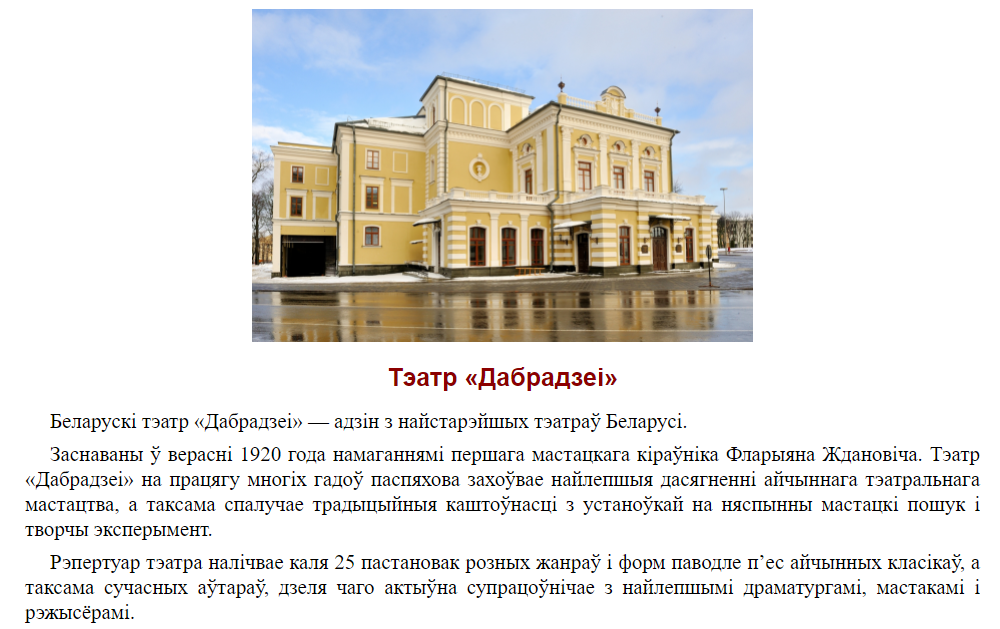 Тэатр «Дабрадзеі»
Беларускі тэатр «Дабрадзеі» — адзін з найстарэйшых тэатраў Беларусі.
Заснаваны ў верасні 1920 года намаганнямі першага мастацкага кіраўніка Фларыяна Ждановіча. Тэатр
«Дабрадзеі» на працягу многіх гадоў паспяхова захоўвае найлепшыя дасягненні айчыннага тэатральнага
мастацтва, а таксама спалучае традыцыйныя каштоўнасці з устаноўкай на няспынны мастацкі пошук і
творчы эксперымент.
Рэпертуар тэатра налічвае каля 25 пастановак розных жанраў і форм паводле п’ес айчынных класікаў, а
таксама сучасных аўтараў, дзеля чаго актыўна супрацоўнічае з найлепшымі драматургамі, мастакамі і
рэжысёрамі.